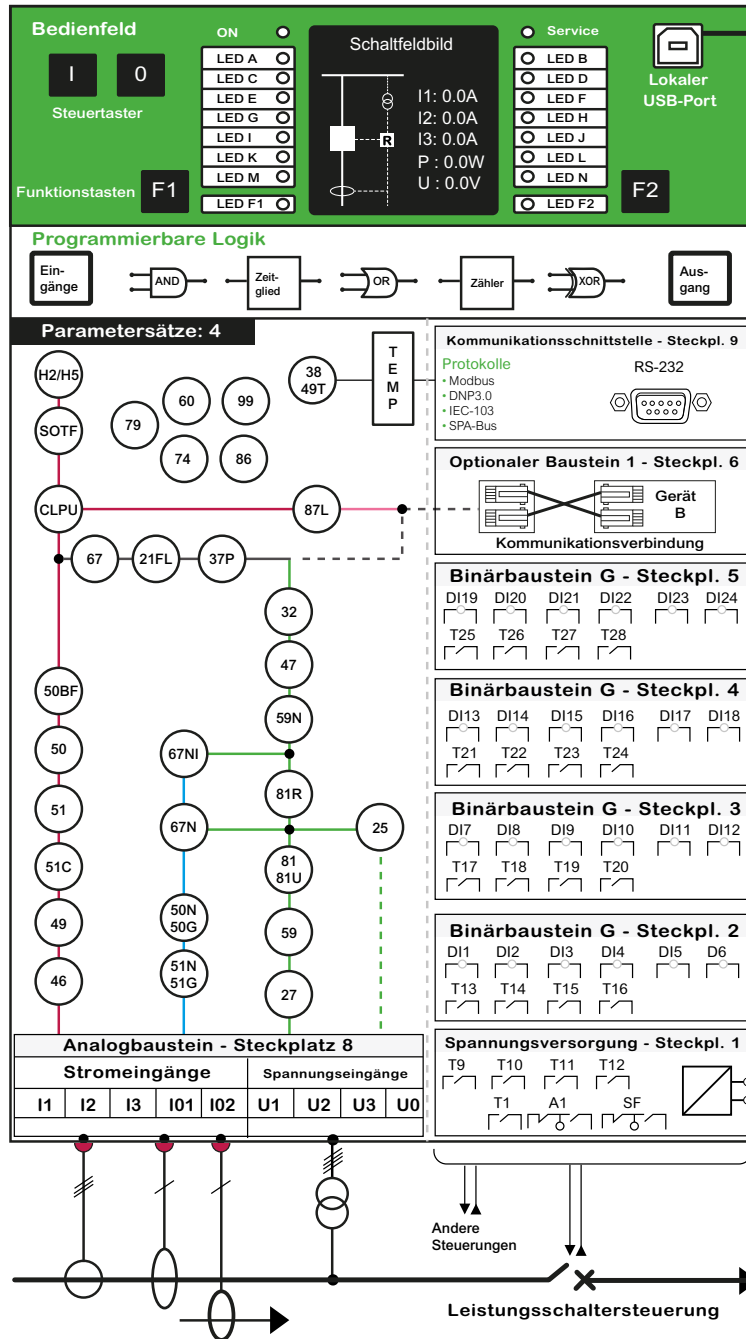 Bedienfeld
ON
Schaltfeldbild
Service
I
0
Steuertaster
LED A
LED C
LED E
LED G
LED I
LED K
LED M
LED F1
Funktionstasten
F1
R
I1: 0.0A
I2: 0.0A
I3: 0.0A
P : 0.0W
U : 0.0V
LED B
LED D
LED F
LED H
LED J
LED L
LED N
LED F2
F2
Lokaler
USB-Port
Programmierbare Logik
Ein-
gänge
AND
Zeit-
glied
OR
Zähler
XOR
Aus-
gang
Parametersätze: 4
H2/H5
SOTF
CLPU
79
60
99
74
86
38
49T
T
E
M
P
87L
67
21FL
37P
32
47
59N
50BF
50
51
51C
49
46
67NI
67N
50N
50G
51N
51G
81R
25
81
81U
59
27
Kommunikationsschnittstelle - Steckpl. 9
Protokolle
• Modbus
• DNP3.0
• IEC-103
• SPA-Bus
RS-232
Optionaler Baustein 1 - Steckpl. 6
Gerät
B
Kommunikationsverbindung
Binärbaustein G - Steckpl. 5
DI19 DI20 DI21 DI22 DI23 DI24
T25 T26 T27 T28
Binärbaustein G - Steckpl. 4
DI13 DI14 DI15 DI16 DI17 DI18
T21 T22 T23 T24
Binärbaustein G - Steckpl. 3
DI7 DI8 DI9 DI10 DI11 DI12
T17 T18 T19 T20
Binärbaustein G - Steckpl. 2
DI1 DI2 DI3 DI4 DI5 D6
T13 T14 T15 T16
Spannungsversorgung - Steckpl. 1
T9 T10 T11 T12
T1 A1 SF
Analogbaustein - Steckplatz 8
Stromeingänge Spannungseingänge
I1 I2 I3 I01 I02 U1 U2 U3 U0
Andere
Steuerungen
Leistungsschaltersteuerung